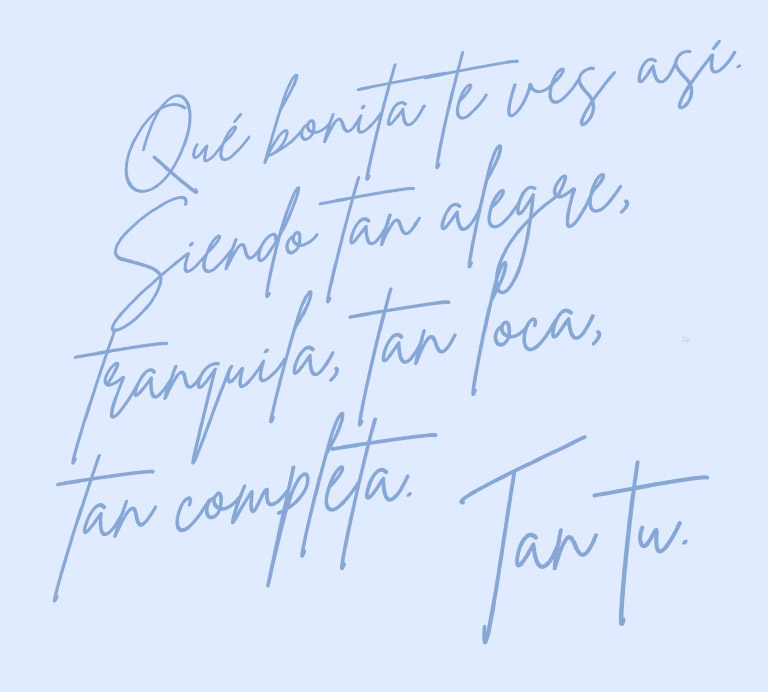 Qué bonita te ves así.
Siendo tan alegre,
tranquila, tan loca,
tan completa.
Tan tu.